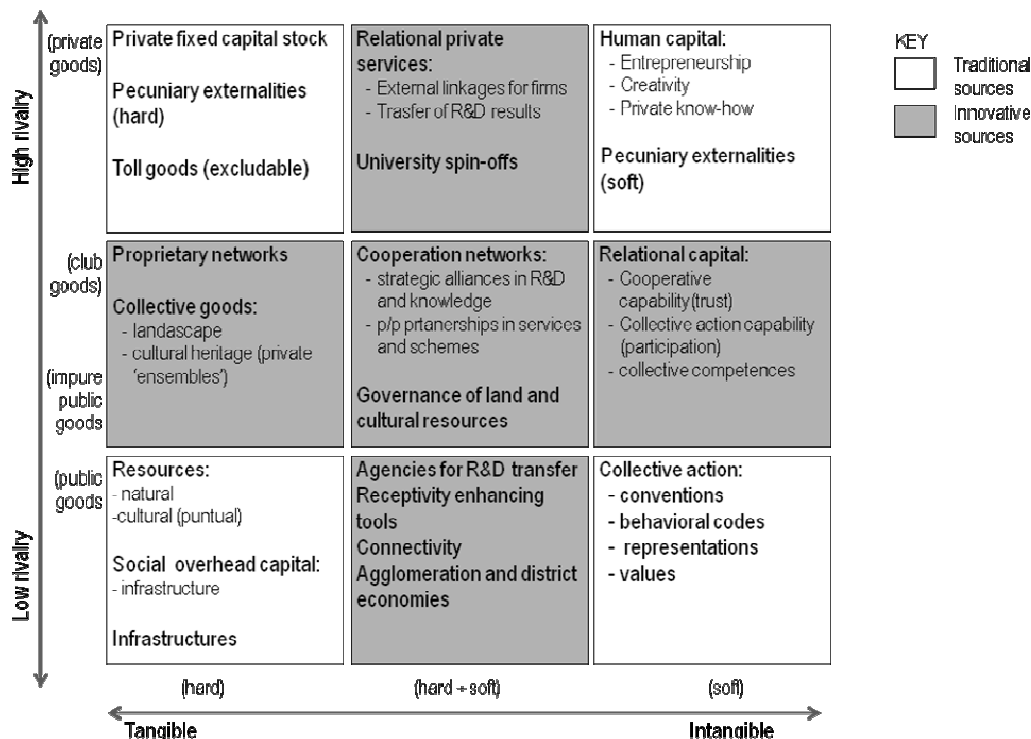 High rivalry
Low rivalry
(private
goods)
(club
goods)
(impure
public
goods
(public
goods
Private fixed capital stock
Pecuniary externalities
(hard)
Toll goods (excludable)
Relational private
services:
- External linkages for firms
- Trasfer of R&D results
University spin-offs
Human capital:
- Entrepreneurship
- Creativity
- Private know-how
Pecuniary externalities
(soft)
KEY
Traditional
sources
Innovative
sources
Proprietary networks
Collective goods:
- landascape
- cultural heritage (private
'ensembles')
Cooperation networks:
- strategic alliances in R&D
and knowledge
- p/p prtanerships in services
and schemes
Governance of land and
cultural resources
Relational capital:
- Cooperative
capability(trust)
- Collective action capability
(participation)
- collective competences
Resources:
- natural
-cultural (puntual)
Social overhead capital:
- infrastructure
Infrastructures
Agencies for R&D transfer
Receptivity enhancing
tools
Connectivity
Agglomeration and district
economies
Collective action:
- conventions
- behavioral codes
- representations
- values
(hard)
(hard + soft)
(soft)
Tangible
Intangible